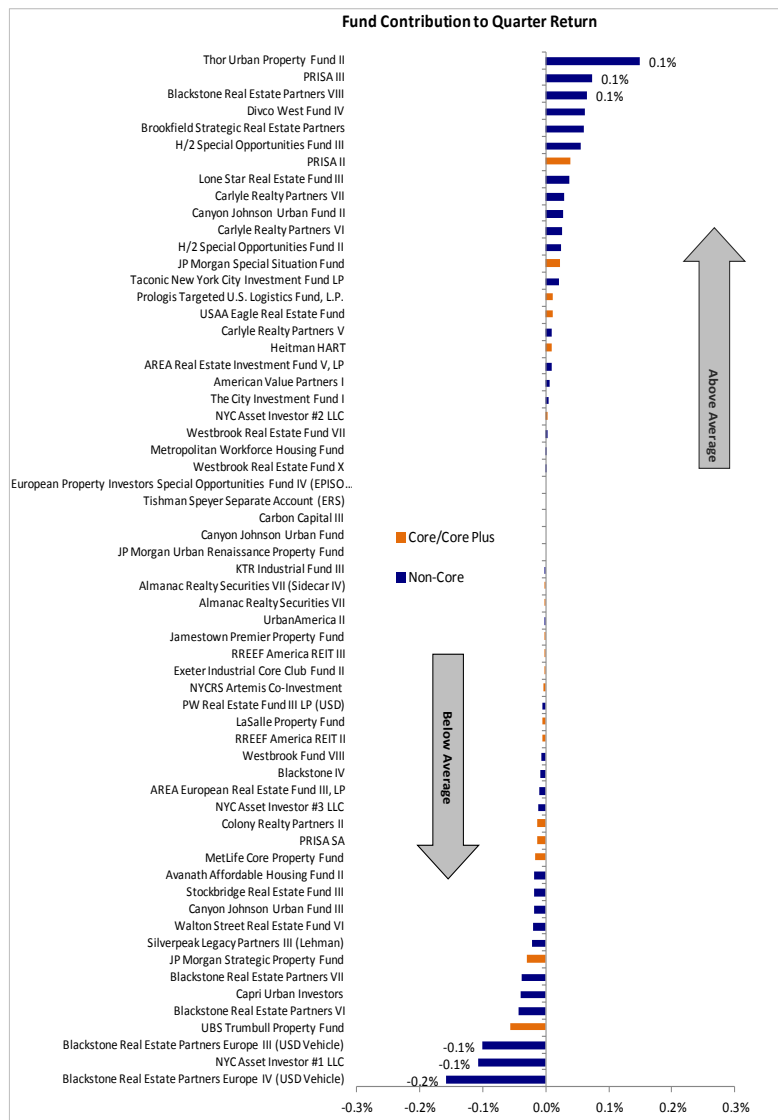 Fund Contribution to Quarter Return
Thor Urban Property Fund II
0.1%
PRISA III
0.1%
Blackstone Real Estate Partners VIII
0.1%
Divco West Fund IV
Brookfield Strategic Real Estate Partners
H/2 Special Opportunities Fund III
PRISA II
Lone Star Real Estate Fund III
Carlyle Realty Partners VII
Canyon Johnson Urban Fund II
Carlyle Realty Partners VI
H/2 Special Opportunities Fund II
JP Morgan Special Situation Fund
Taconic New York City Investment Fund LP
Prologis Targeted U.S. Logistics Fund, L.P.
USAA Eagle Real Estate Fund
Carlyle Realty Partners V
Heitman HART
AREA Real Estate Investment Fund V, LP
American Value Partners I
The City Investment Fund I
NYC Asset Investor #2 LLC
Westbrook Real Estate Fund VII
Metropolitan Workforce Housing Fund
Westbrook Real Estate Fund X
Above Average
European Property Investors Special Opportunities Fund IV (EPISO ...
Tishman Speyer Separate Account (ERS)
Carbon Capital III
Canyon Johnson Urban Fund
Core/Core Plus
JP Morgan Urban Renaissance Property Fund
KTR Industrial Fund III
Non-Core
Almanac Realty Securities VII (Sidecar IV)
Almanac Realty Securities VII
UrbanAmerica II
Jamestown Premier Property Fund
RREEF America REIT III
Exeter Industrial Core Club Fund II
NYCRS Artemis Co-Investment
PW Real Estate Fund III LP (USD)
LaSalle Property Fund
RREEF America REIT II
Westbrook Fund VIII
Blackstone IV
AREA European Real Estate Fund III, LP
NYC Asset Investor #3 LLC
Below Average
Colony Realty Partners II
PRISA SA
MetLife Core Property Fund
Avanath Affordable Housing Fund II
Stockbridge Real Estate Fund III
Canyon Johnson Urban Fund III
Walton Street Real Estate Fund VI
Silverpeak Legacy Partners III (Lehman)
JP Morgan Strategic Property Fund
Blackstone Real Estate Partners VII
Capri Urban Investors
Blackstone Real Estate Partners VI
UBS Trumbull Property Fund
Blackstone Real Estate Partners Europe III (USD Vehicle)
-0.1%
NYC Asset Investor #1 LLC
-0.1%
Blackstone Real Estate Partners Europe IV (USD Vehicle)
-0.2%
-0.3% -0.2% -0.1% 0.0% 0.1% 0.2% 0.3%